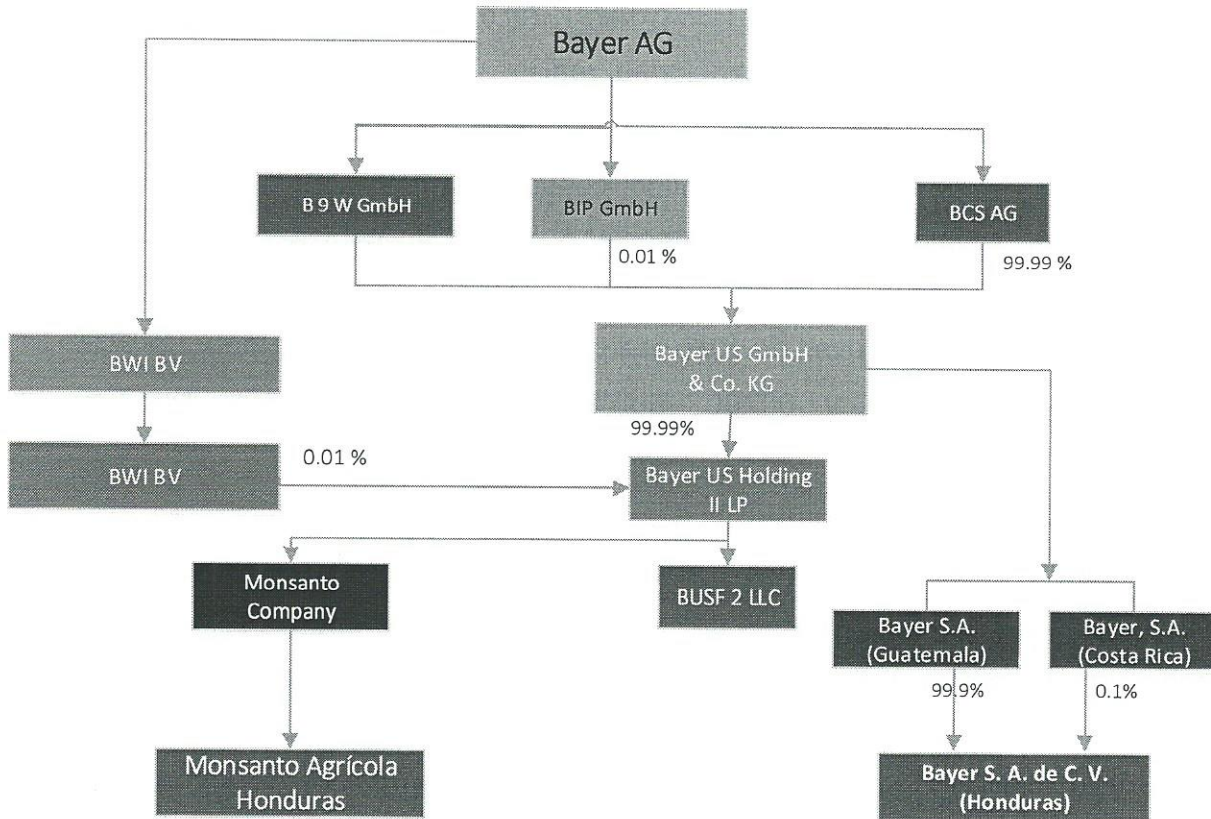 Bayer AG
B 9 W GmbH
BIP GmbH
BCS AG
0.01 %
99.99 %
BWI BV
Bayer US GmbH
& Co. KG
99.99%
BWI BV
0.01 %
Bayer US Holding
II LP
Monsanto
Company
BUSF 2 LLC
Bayer S.A.
(Guatemala)
Bayer, S.A.
(Costa Rica)
99.9%
0.1%
Monsanto Agrícola
Honduras
Bayer S. A. de C. V.
(Honduras)